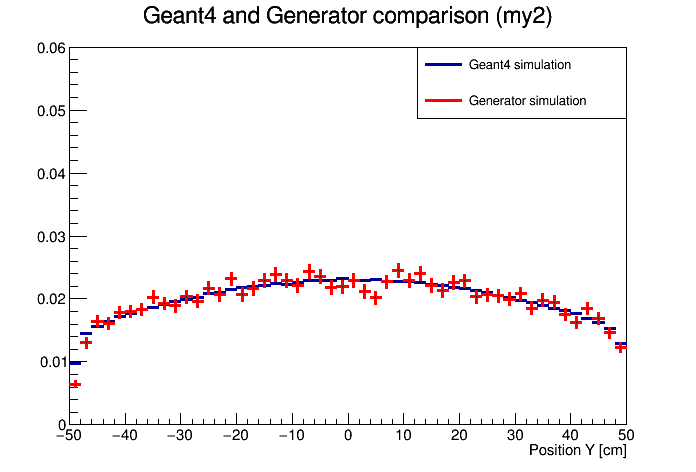 Geant4 and Generator comparison (my2)
0.06
Geant4 simulation
Generator simulation
0.05
0.04
0.03
0.02
0.01
0
−50 −40 −30 −20 −10 0 10 20 30 40 50
Position Y [cm]